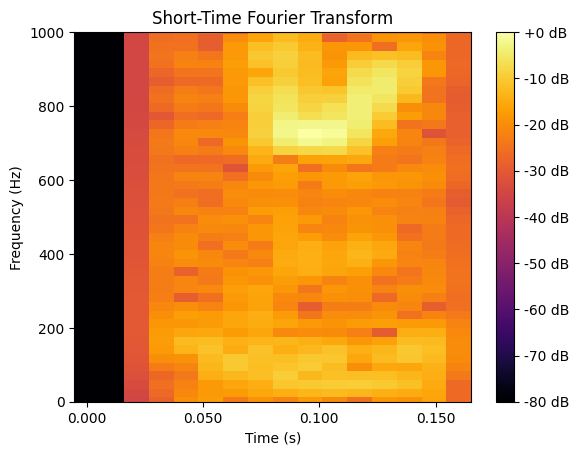 Short-Time Fourier Transform
1000
800
600
400
200
0
Frequency (Hz)
0.000
0.050
0.100
0.150
Time (s)
+0 dB
-10 dB
-20 dB
-30 dB
-40 dB
-50 dB
-60 dB
-70 dB
-80 dB